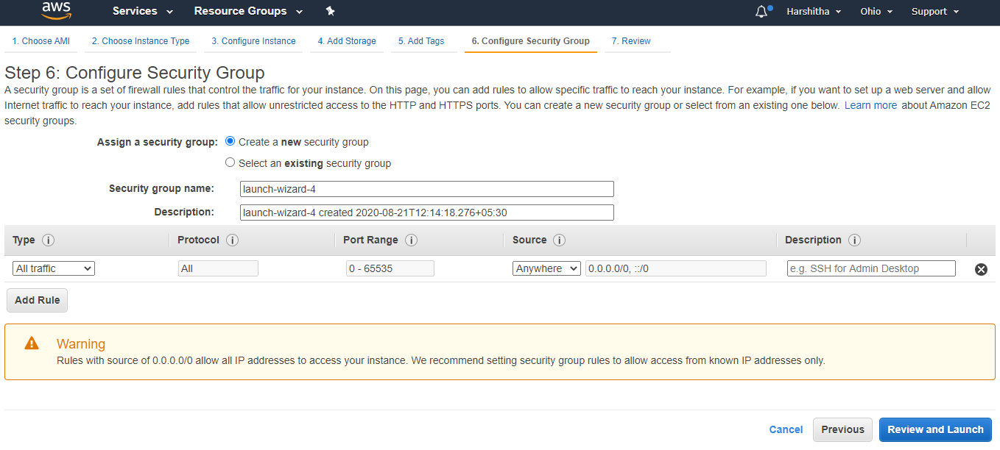 aws Services Resource Groups Harshitha Ohio Support
1. Choose AMI 2. Choose Instance Type 3. Configure Instance 4. Add Storage 5. Add Tags 6. Configure Security Group 7. Review
Step 6: Configure Security Group
A security group is a set of firewall rules that control the traffic for your instance. On this page, you can add rules to allow specific traffic to reach your instance. For example, if you want to set up a web server and allow
Internet traffic to reach your instance, add rules that allow unrestricted access to the HTTP and HTTPS ports. You can create a new security group or select from an existing one below. Learn more about Amazon EC2
security groups.
Assign a security group: Create a new security group
Select an existing security group
Security group name: launch-wizard-4
Description: launch-wizard-4 created 2020-08-21T12:14:18.276+05:30
Type i Protocol i Port Range i Source i Description i
All traffic All 0 - 65535 Anywhere 0.0.0.0/0, ::/0 e.g. SSH for Admin Desktop
Add Rule
Warning
Rules with source of 0.0.0.0/0 allow all IP addresses to access your instance. We recommend setting security group rules to allow access from known IP addresses only.
Cancel Previous Review and Launch